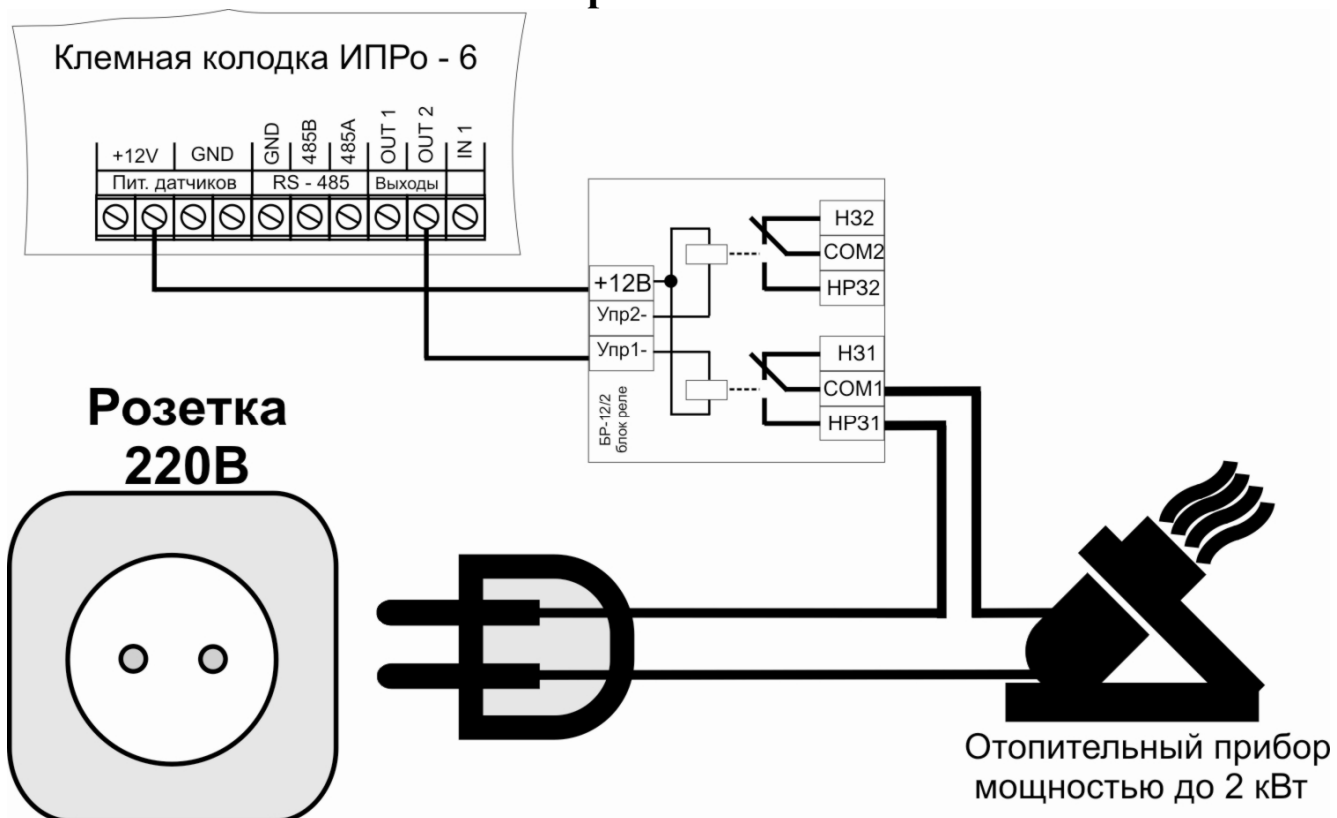 Клемная колодка ИПРо - 6
+12V GND GND 485B 485A OUT 1 OUT 2 IN 1
Пит. датчиков RS - 485 Выходы
+12В
Упр2-
Упр1-
БР-12/2
блок реле
НЗ2
COM2
НРЗ2
НЗ1
COM1
НРЗ1
Розетка
220В
Отопительный прибор
мощностью до 2 кВт